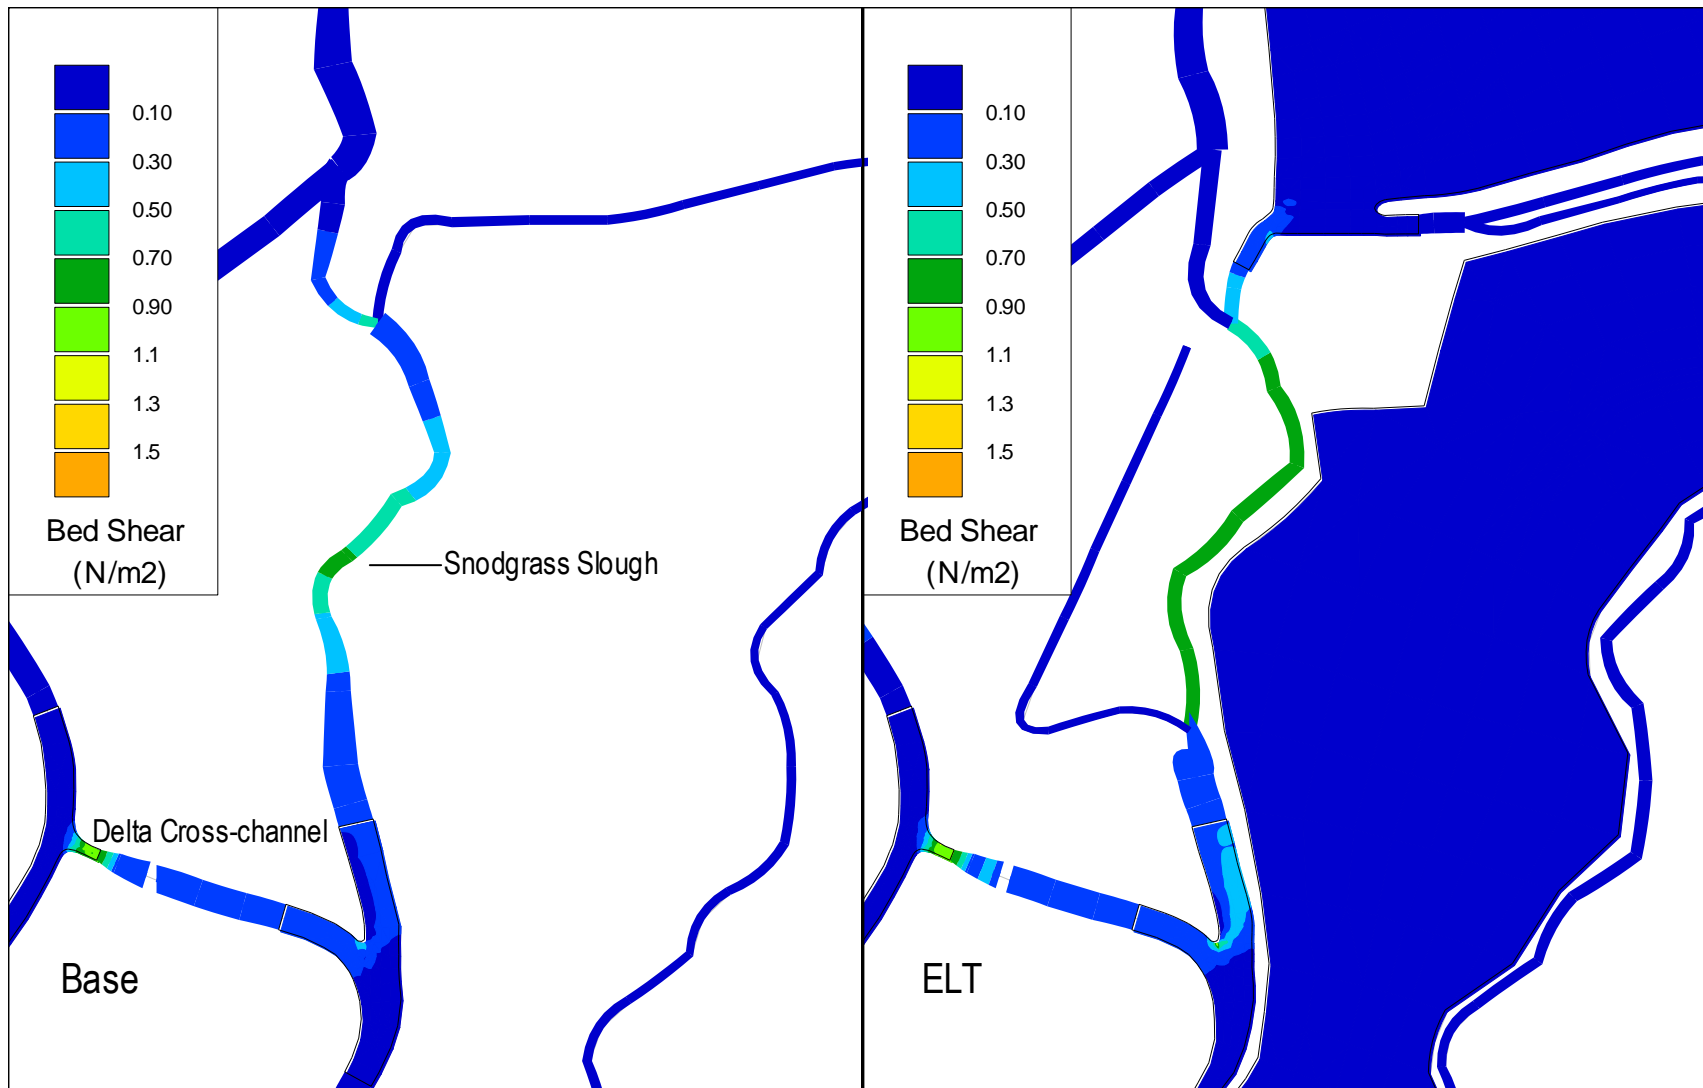 0.10
0.30
0.50
0.70
0.90
1.1
1.3
1.5
Bed Shear
(N/m2)
Snodgrass Slough
Delta Cross-channel
Base
0.10
0.30
0.50
0.70
0.90
1.1
1.3
1.5
Bed Shear
(N/m2)
ELT